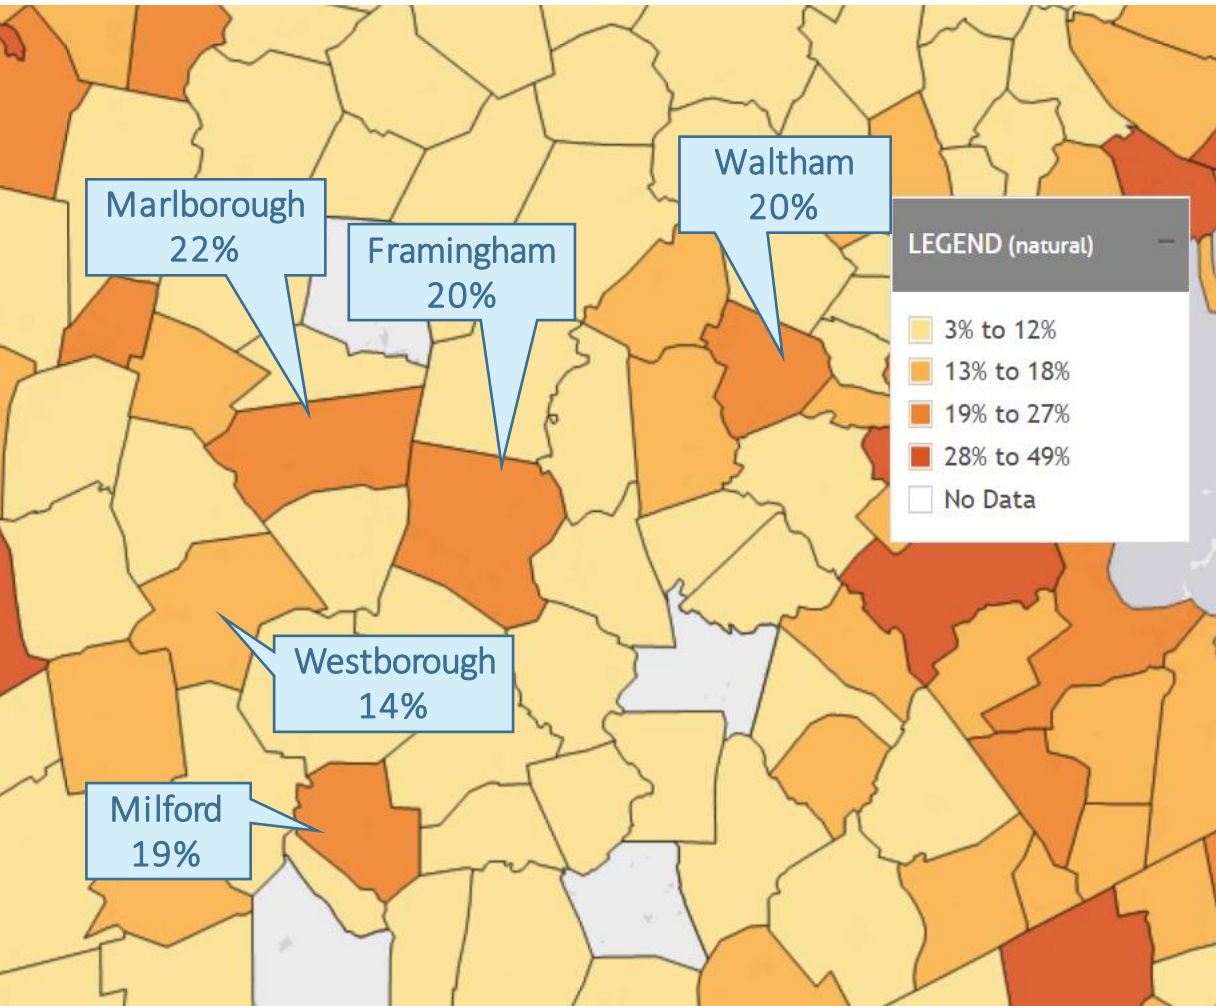 Waltham
20%
Marlborough
22%
Framingham
20%
LEGEND (natural)
3% to 12%
13% to 18%
19% to 27%
28% to 49%
No Data
Westborough
14%
Milford
19%